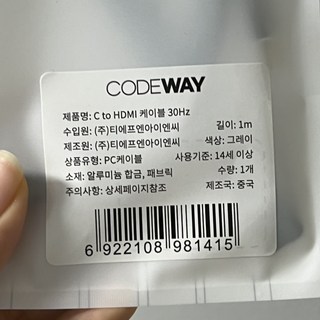 CODEWAY
제품명: C to HDMI 케이블 30Hz
수입원: (주)티에프엔아이엔씨 길이: 1m
제조원: (주)티에프엔아이엔씨 색상: 그레이
상품유형: PC케이블 사용기준: 14세 이상
소재: 알루미늄 합금, 패브릭 수량: 1개
주의사항: 상세페이지참조 제조국: 중국
6 922108 981415